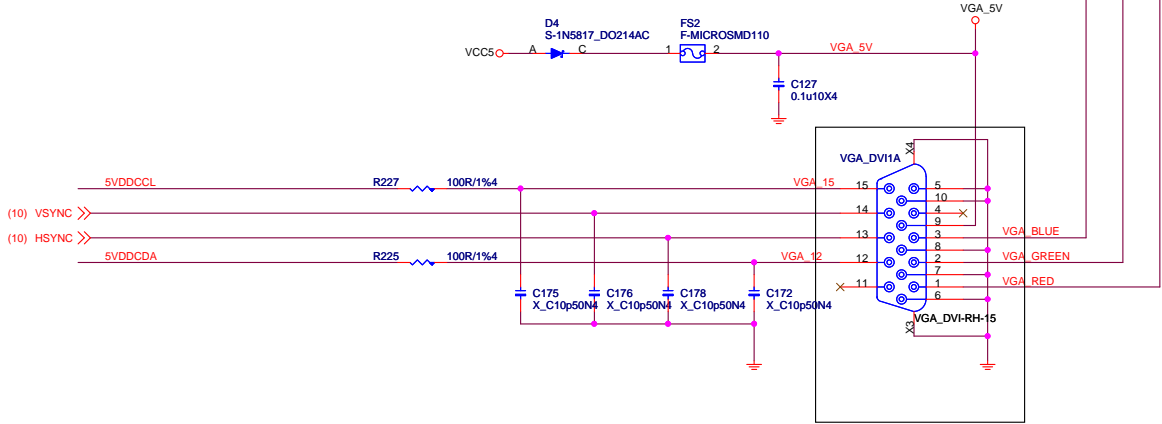 VGA_5V
D4
S-1N5817_DO214AC
FS2
F-MICROSMD110
VCC5
A
C
1
2
VGA_5V
C127
0.1u10X4
X4
VGA_DVI1A
5VDDCCL
R227
100R/1%4
VGA_15
15
5
10
(10) VSYNC
14
4
9
(10) HSYNC
13
3
VGA_BLUE
8
5VDDCDA
R225
100R/1%4
VGA_12
12
2
VGA_GREEN
7
11
1
VGA_RED
6
C175
X_C10p50N4
C176
X_C10p50N4
C178
X_C10p50N4
C172
X_C10p50N4
VGA_DVI-RH-15
X3